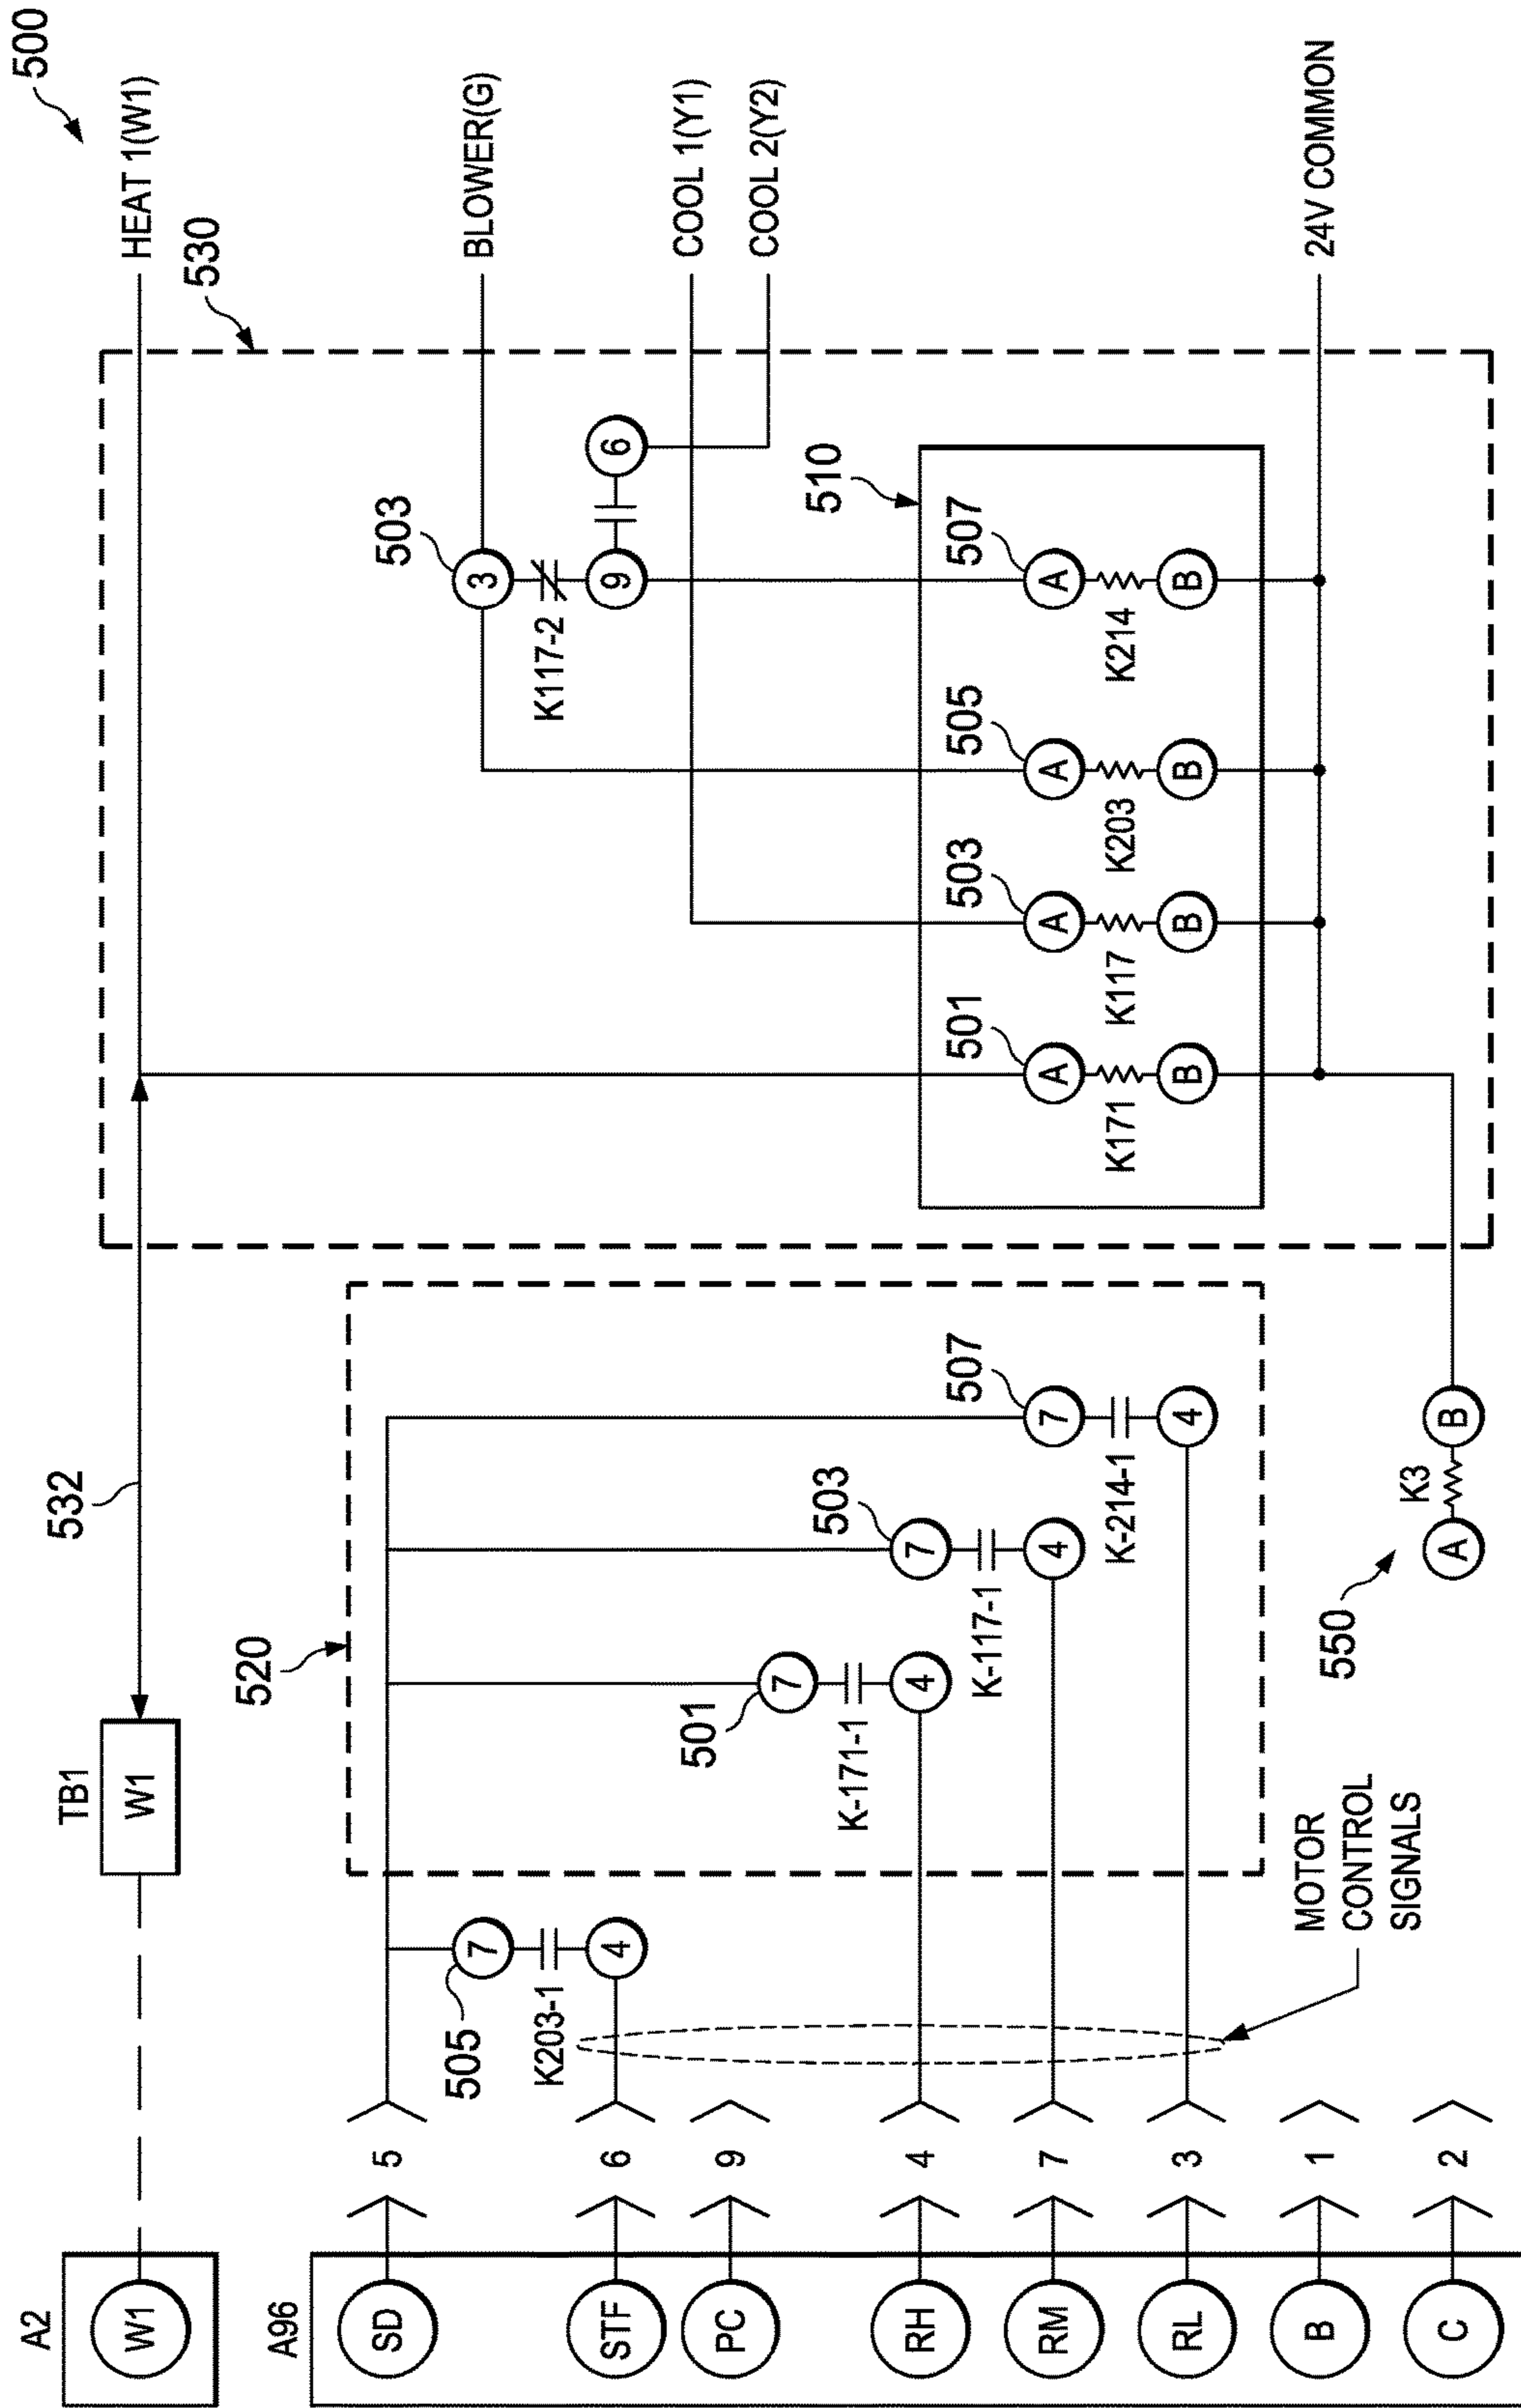 500
A2
W1
TB1
W1
532
HEAT 1(W1)
530
BLOWER(G)
COOL 1(Y1)
COOL 2(Y2)
24V COMMON
503
3
K117-2
9
6
510
501
A
K171
B
503
A
K117
B
505
A
K203
B
507
A
K214
B
520
505
7
K203-1
4
501
7
K-171-1
4
503
7
K-117-1
4
507
7
K-214-1
4
MOTOR
CONTROL
SIGNALS
550
A
K3
B
A96
SD
5
STF
6
PC
9
RH
4
RM
7
RL
3
B
1
C
2